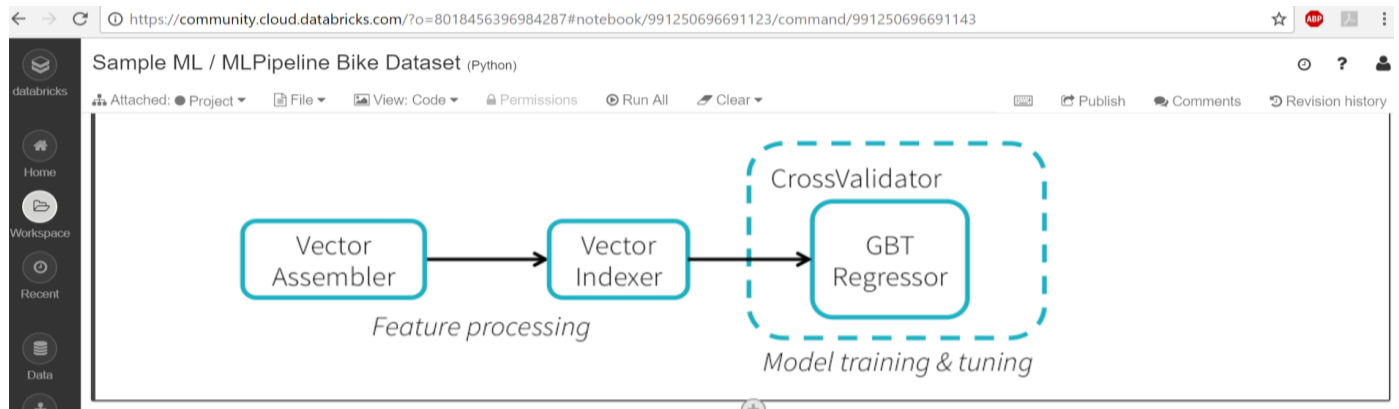 https://community.cloud.databricks.com/?o=8018456396984287#notebook/991250696691123/command/991250696691143
ABP
databricks
Sample ML / MLPipeline Bike Dataset (Python)
?
Attached: Project File View: Code Permissions Run All Clear Publish Comments Revision history
Home
Workspace
Recent
Data
CrossValidator
Vector
Assembler
Vector
Indexer
GBT
Regressor
Feature processing
Model training & tuning